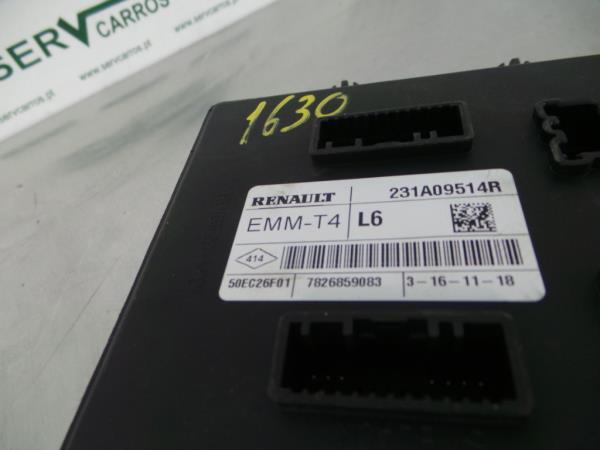 SERV
CARROS
www.servcarros.pt
1630
RENAULT 231A09514R
EMM-T4 L6
414
50EC26F01 7826859083 3-16-11-18